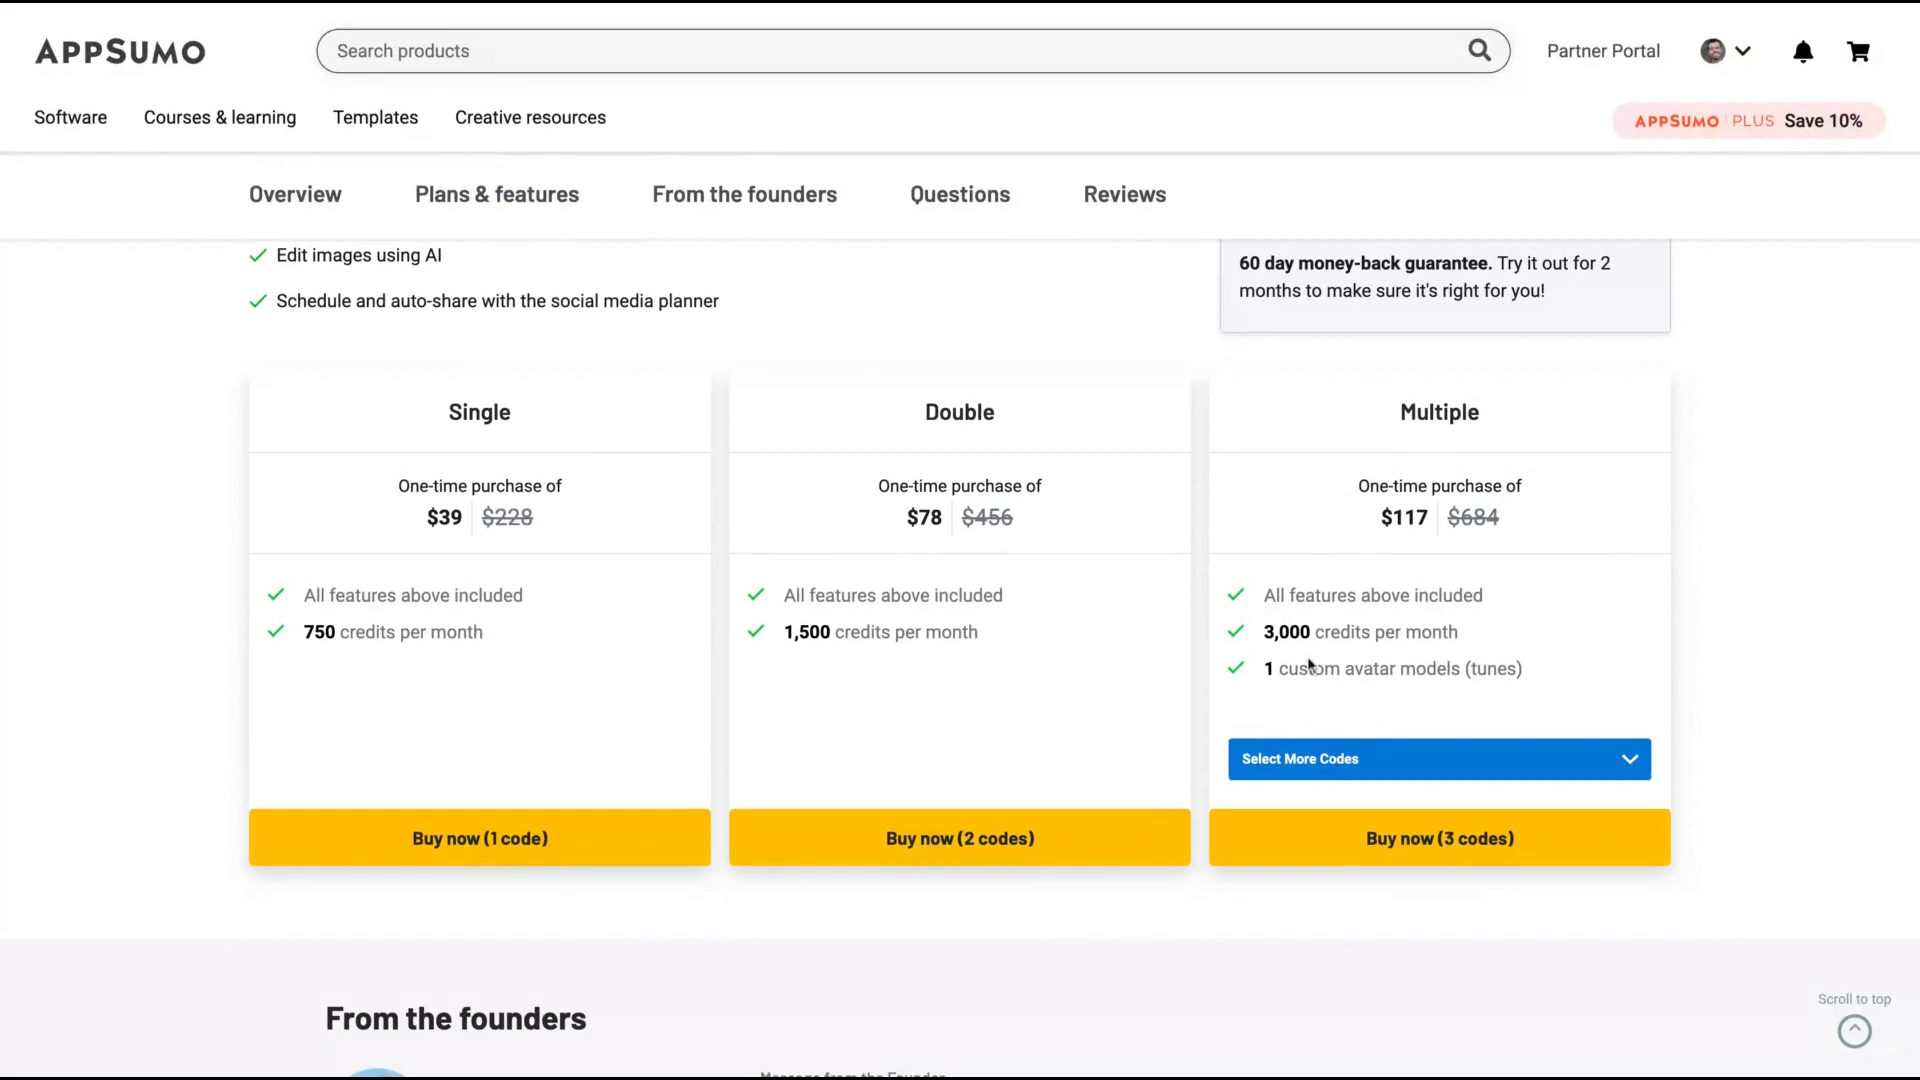 APPSUMO
Search products
Partner Portal
Software
Courses & learning
Templates
Creative resources
APPSUMO PLUS Save 10%
Overview
Plans & features
From the founders
Questions
Reviews
Edit images using AI
Schedule and auto-share with the social media planner
60 day money-back guarantee. Try it out for 2
months to make sure it's right for you!
Single
One-time purchase of
$39 $228
All features above included
750 credits per month
Buy now (1 code)
Double
One-time purchase of
$78 $456
All features above included
1,500 credits per month
Buy now (2 codes)
Multiple
One-time purchase of
$117 $684
All features above included
3,000 credits per month
1 custom avatar models (tunes)
Select More Codes
Buy now (3 codes)
From the founders
Scroll to top
Message from the Founder